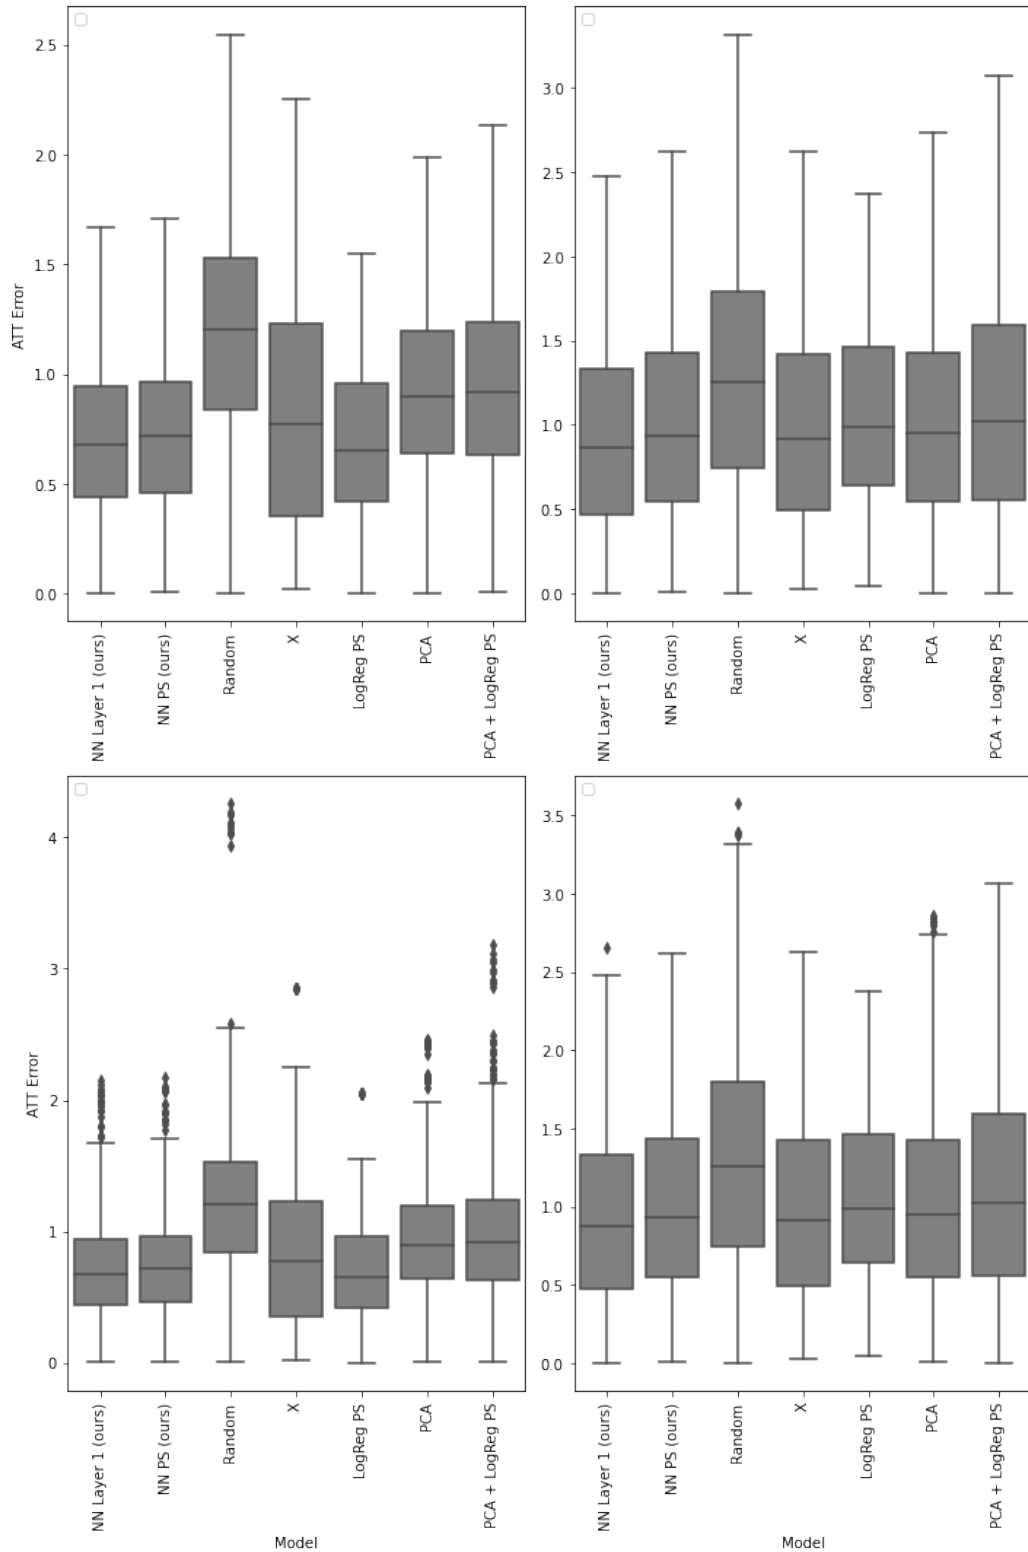 2.5
2.0
1.5
1.0
0.5
0.0
ATT Error
NN Layer 1 (ours)
NN PS (ours)
Random
X
LogReg PS
PCA
PCA + LogReg PS
3.0
2.5
2.0
1.5
1.0
0.5
0.0
NN Layer 1 (ours)
NN PS (ours)
Random
X
LogReg PS
PCA
PCA + LogReg PS
4
3
2
1
0
ATT Error
NN Layer 1 (ours)
NN PS (ours)
Random
X
LogReg PS
PCA
PCA + LogReg PS
Model
3.5
3.0
2.5
2.0
1.5
1.0
0.5
0.0
NN Layer 1 (ours)
NN PS (ours)
Random
X
LogReg PS
PCA
PCA + LogReg PS
Model